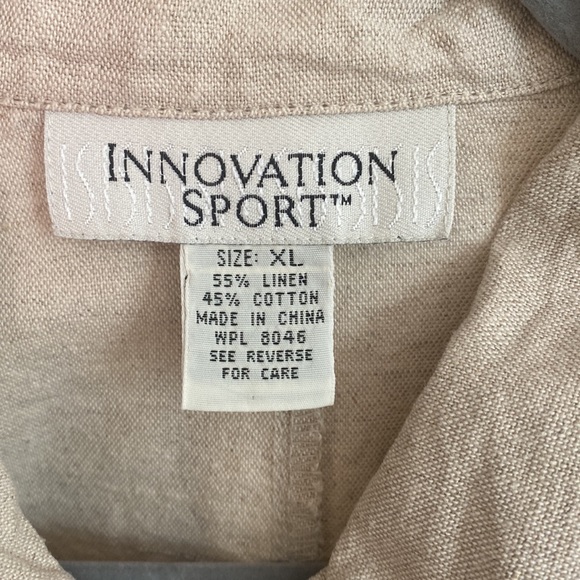 INNOVATION
SPORT™
SIZE: XL
55% LINEN
45% COTTON
MADE IN CHINA
WPL 8046
SEE REVERSE
FOR CARE